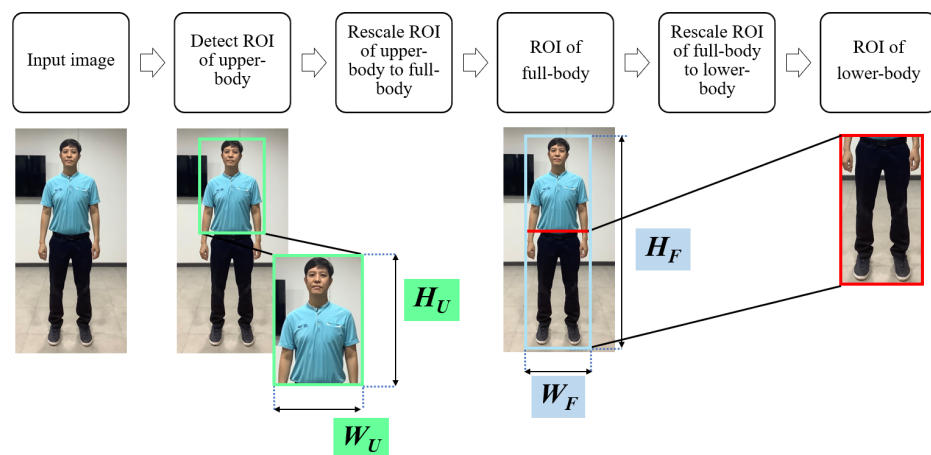 Input image
Detect ROI
of upper-
body
Rescale ROI
of upper-
body to full-
body
ROI of
full-body
Rescale ROI
of full-body
to lower-
body
ROI of
lower-body
H_U
W_U
H_F
W_F